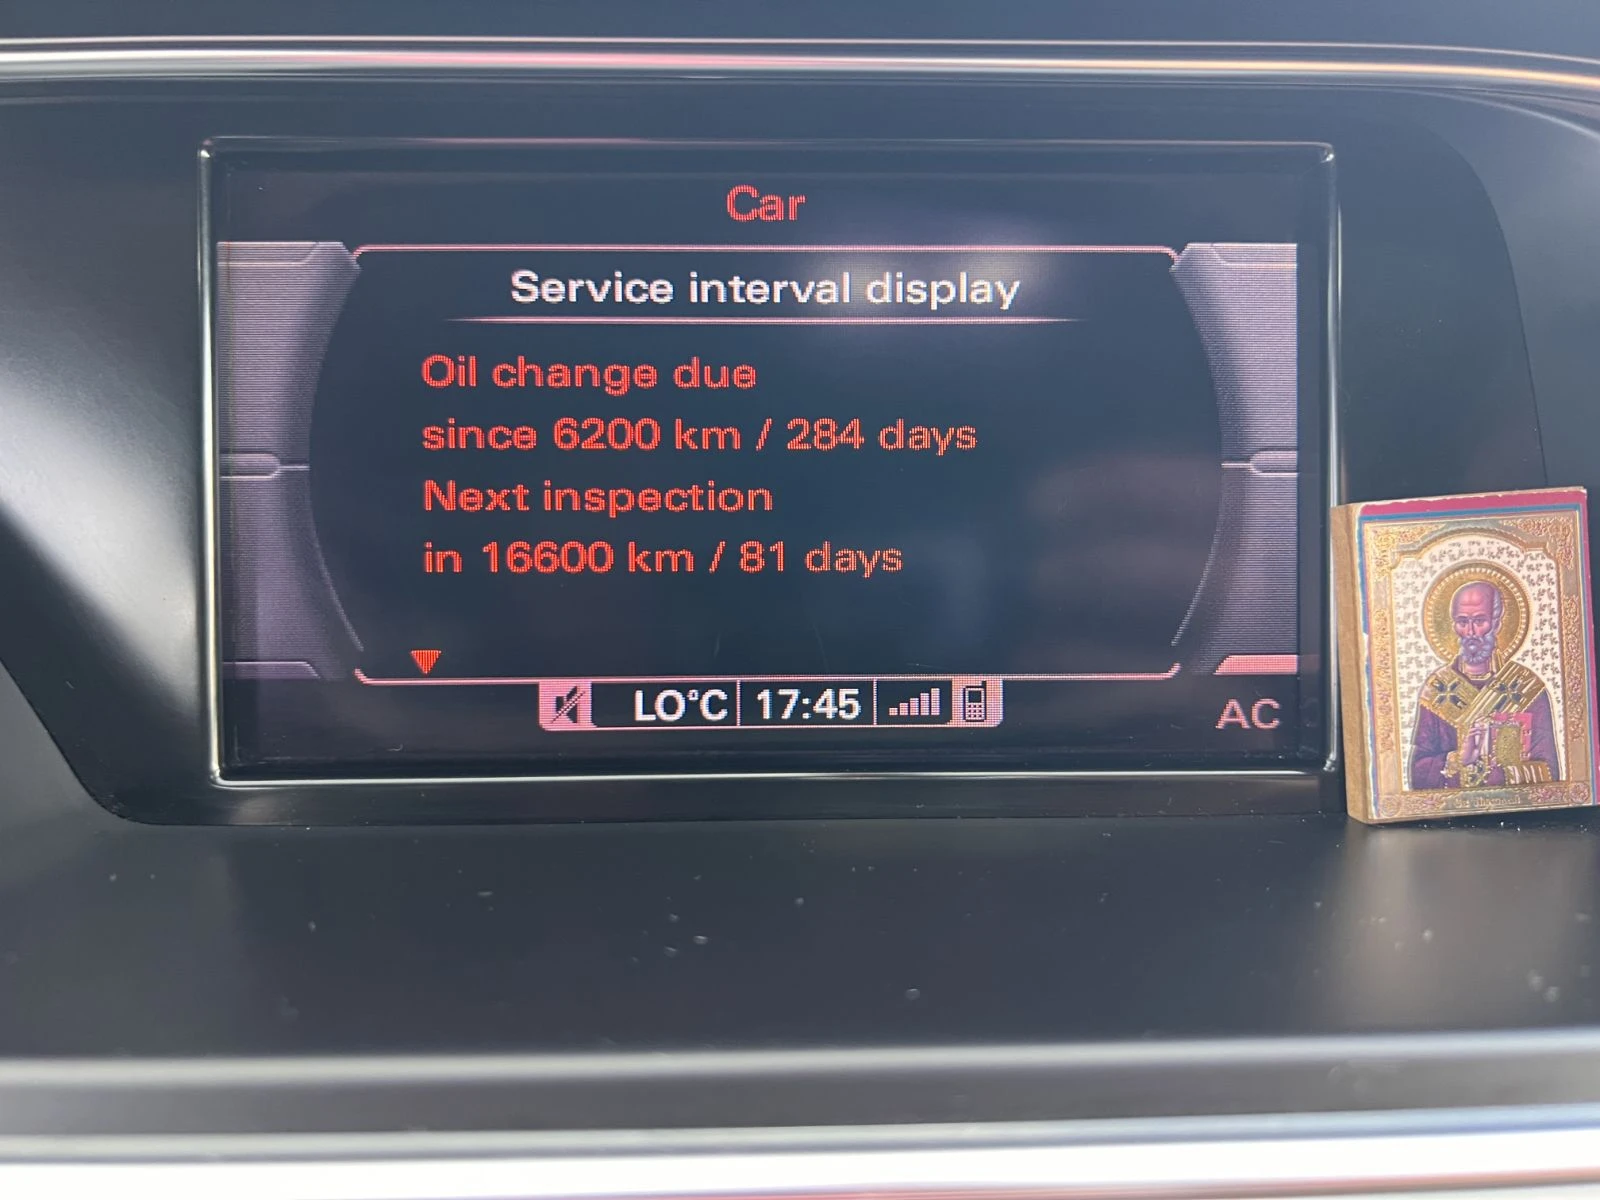 Car
Service interval display
Oil change due
since 6200 km / 284 days
Next inspection
in 16600 km / 81 days
LO°C 17:45
AC